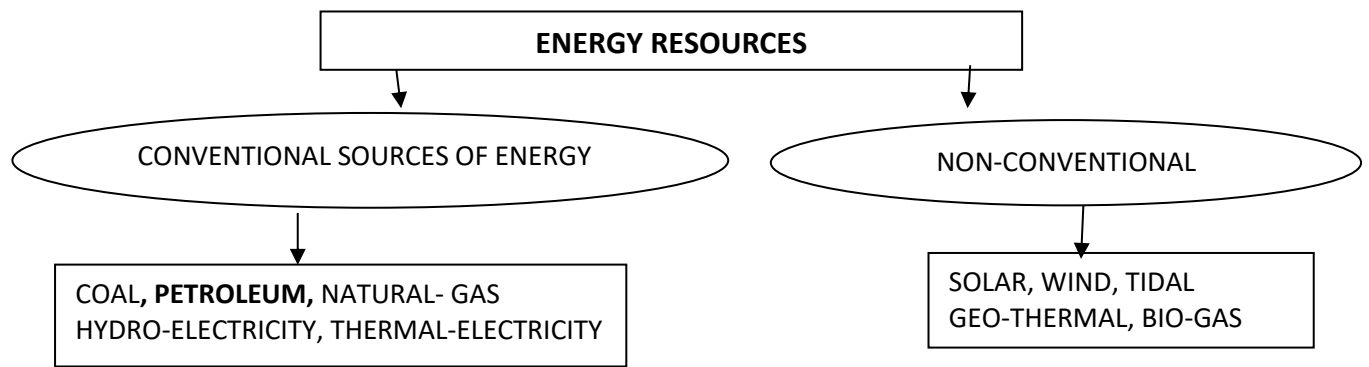 ENERGY RESOURCES
CONVENTIONAL SOURCES OF ENERGY
NON-CONVENTIONAL
COAL, PETROLEUM, NATURAL- GAS
HYDRO-ELECTRICITY, THERMAL-ELECTRICITY
SOLAR, WIND, TIDAL
GEO-THERMAL, BIO-GAS